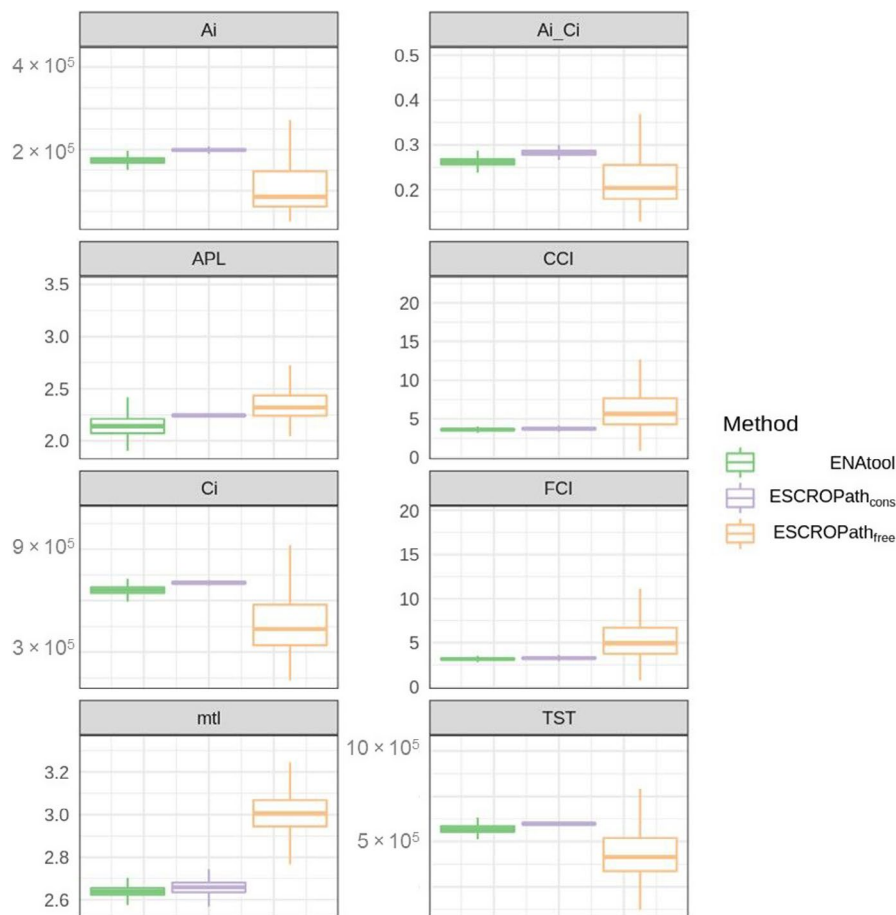 Ai
4 × 10⁵
2 × 10⁵
Ai_Ci
0.5
0.4
0.3
0.2
APL
3.5
3.0
2.5
2.0
CCI
20
15
10
5
0
Method
ENAtool
ESCROPath_cons
ESCROPath_free
Ci
9 × 10⁵
3 × 10⁵
FCI
20
15
10
5
0
mtl
3.2
3.0
2.8
2.6
TST
10 × 10⁵
5 × 10⁵